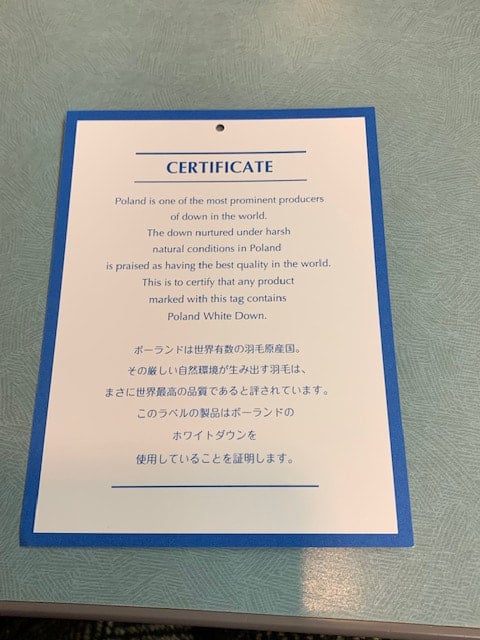 CERTIFICATE
Poland is one of the most prominent producers
of down in the world.
The down nurtured under harsh
natural conditions in Poland
is praised as having the best quality in the world.
This is to certify that any product
marked with this tag contains
Poland White Down.
ポーランドは世界有数の羽毛原産国。
その厳しい自然環境が生み出す羽毛は、
まさに世界最高の品質であると評されています。
このラベルの製品はポーランドの
ホワイトダウンを
使用していることを証明します。